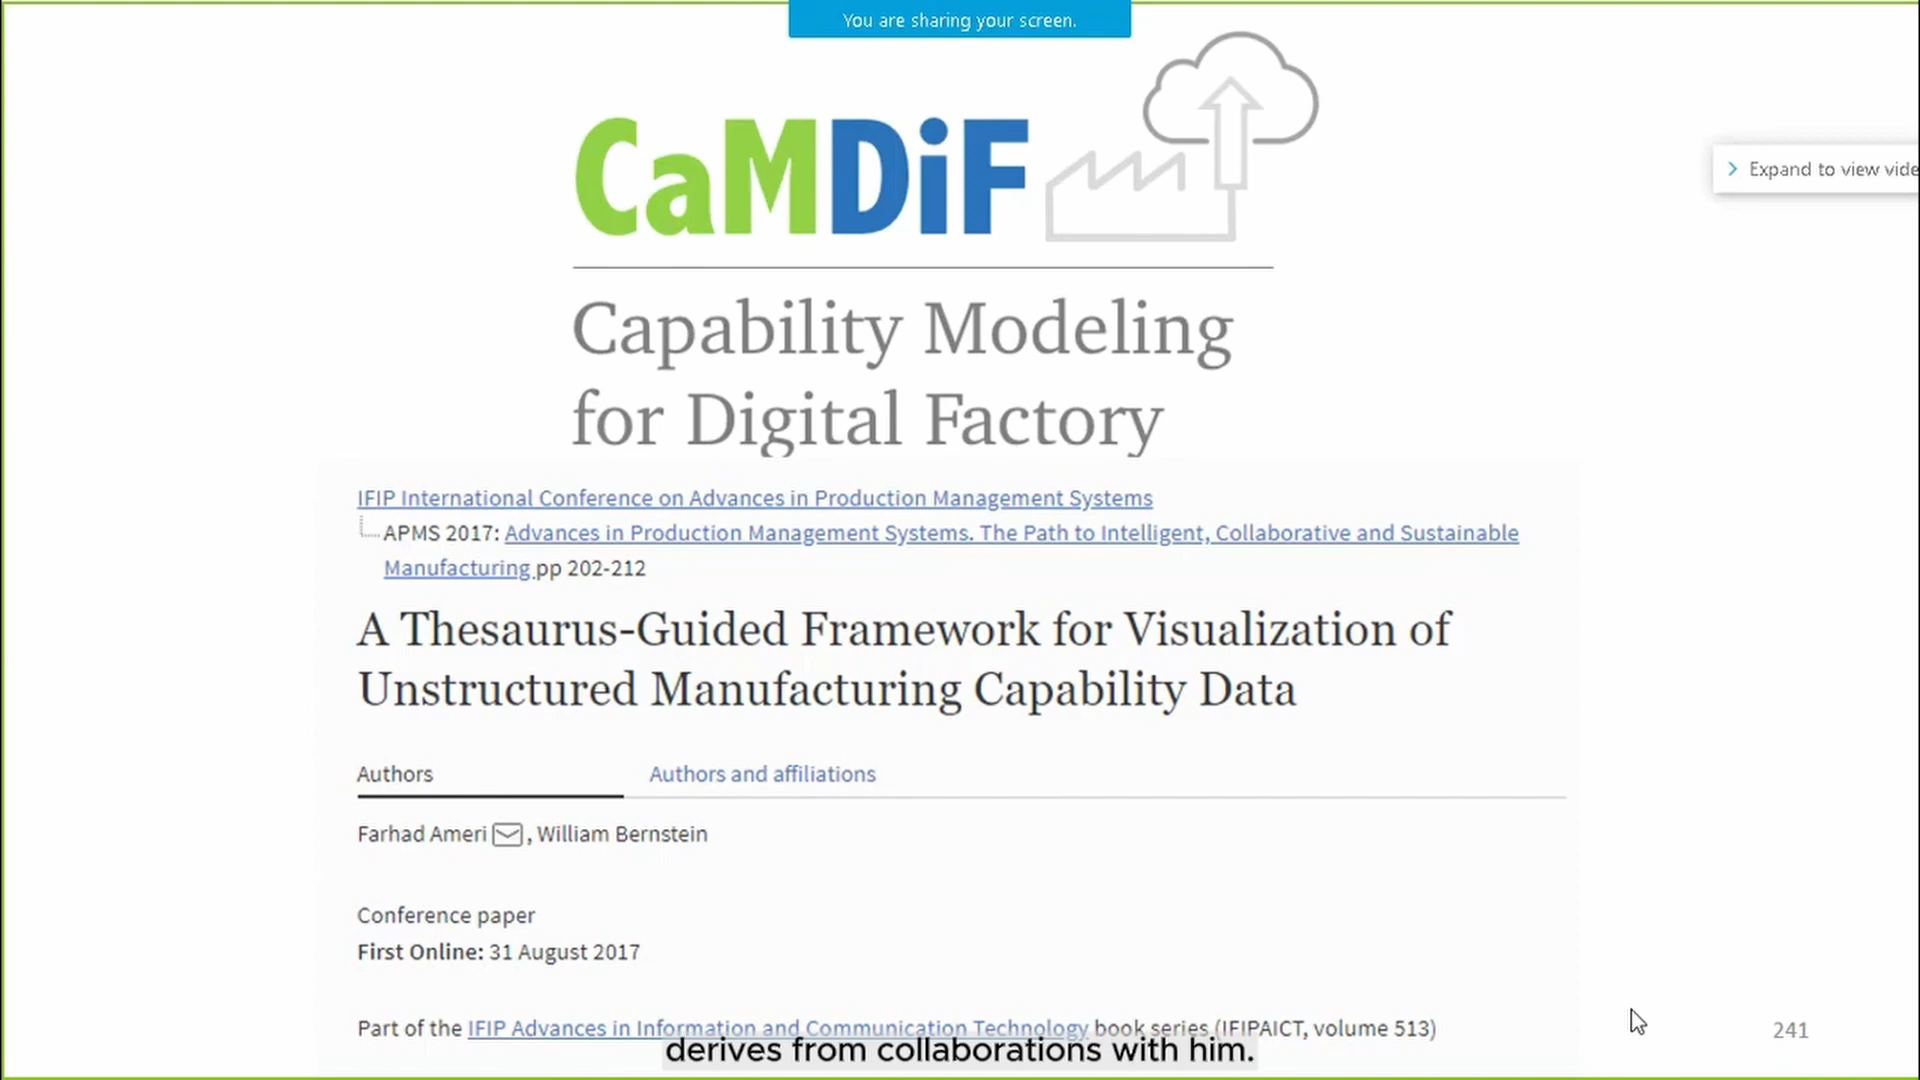 You are sharing your screen.
CaMDiF
Expand to view vide
Capability Modeling
for Digital Factory
IFIP International Conference on Advances in Production Management Systems
APMS 2017: Advances in Production Management Systems. The Path to Intelligent, Collaborative and Sustainable
Manufacturing pp 202-212
A Thesaurus-Guided Framework for Visualization of
Unstructured Manufacturing Capability Data
Authors Authors and affiliations
Farhad Ameri , William Bernstein
Conference paper
First Online: 31 August 2017
Part of the IFIP Advances in Information and Communication Technology book series (IFIPAICT, volume 513)
241
derives from collaborations with him.